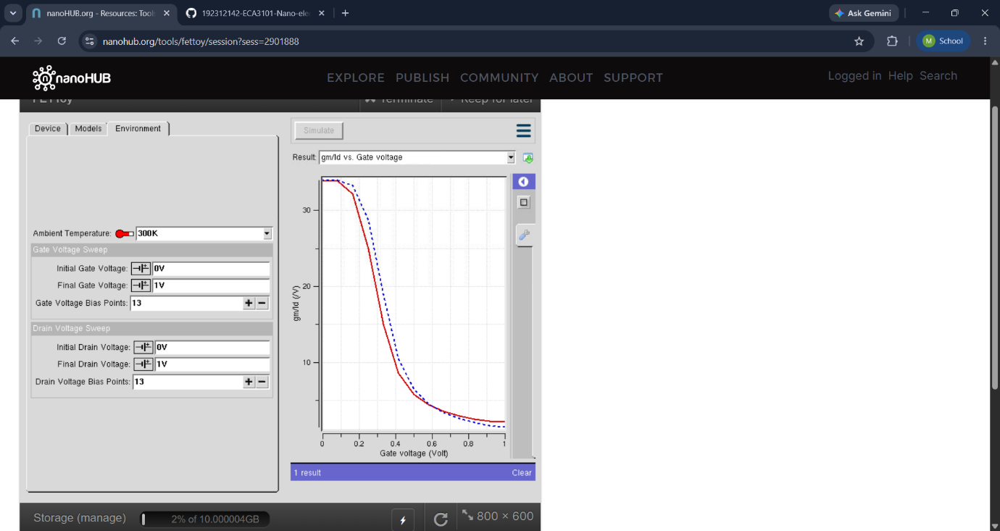 nanoHUB.org - Resources: Tool
192312142-ECA3101-Nano-ele
Ask Gemini
nanohub.org/tools/fettoy/session?sess=2901888
M School
nanoHUB
EXPLORE PUBLISH COMMUNITY ABOUT SUPPORT
Logged in Help Search
FETToy
Terminate
Keep for later
Device
Models
Environment
Ambient Temperature: 300K
Gate Voltage Sweep
Initial Gate Voltage: 0V
Final Gate Voltage: 1V
Gate Voltage Bias Points: 13
Drain Voltage Sweep
Initial Drain Voltage: 0V
Final Drain Voltage: 1V
Drain Voltage Bias Points: 13
Simulate
Result: gm/Id vs. Gate voltage
30
20
10
gm/Id (/V)
0 0.2 0.4 0.6 0.8 1
Gate voltage (Volt)
1 result
Clear
Storage (manage)
2% of 10.000004GB
800 × 600